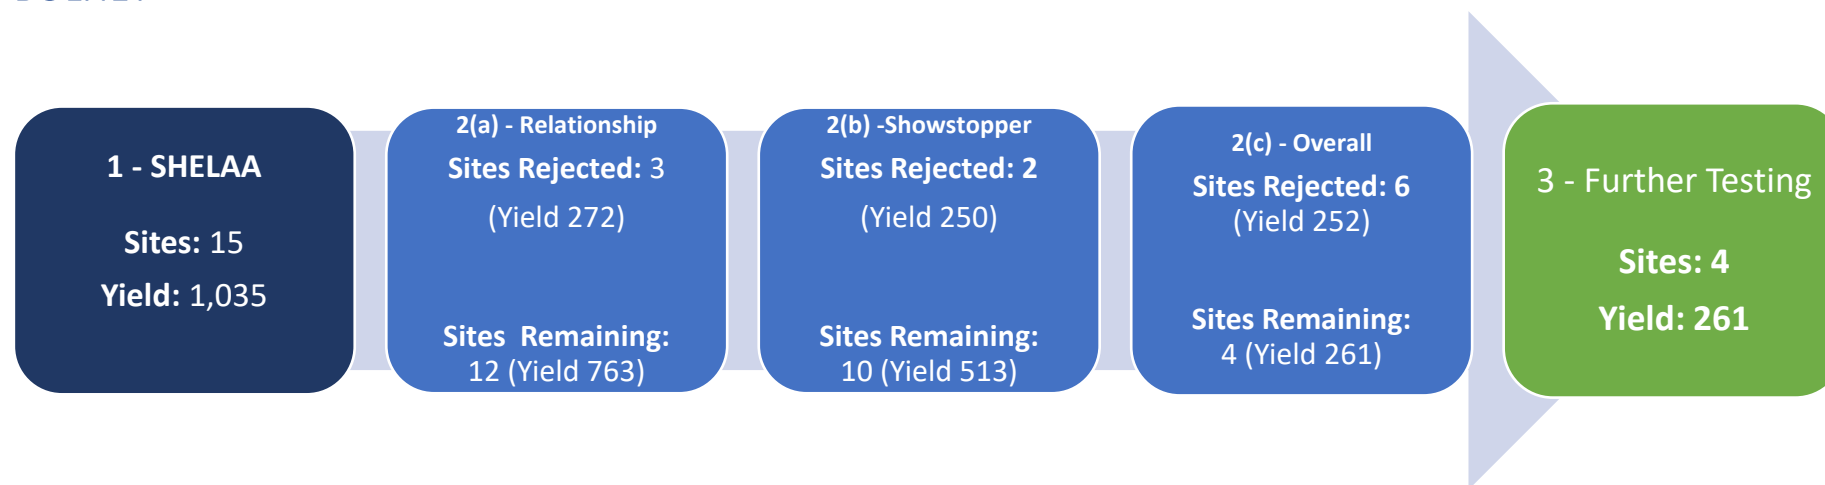 1 - SHELAA
Sites: 15
Yield: 1,035
2(a) - Relationship
Sites Rejected: 3
(Yield 272)
Sites Remaining:
12 (Yield 763)
2(b) -Showstopper
Sites Rejected: 2
(Yield 250)
Sites Remaining:
10 (Yield 513)
2(c) - Overall
Sites Rejected: 6
(Yield 252)
Sites Remaining:
4 (Yield 261)
3 - Further Testing
Sites: 4
Yield: 261